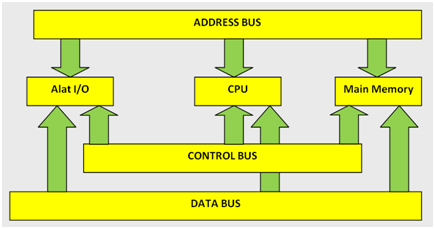 ADDRESS BUS
Alat I/O
CPU
Main Memory
CONTROL BUS
DATA BUS